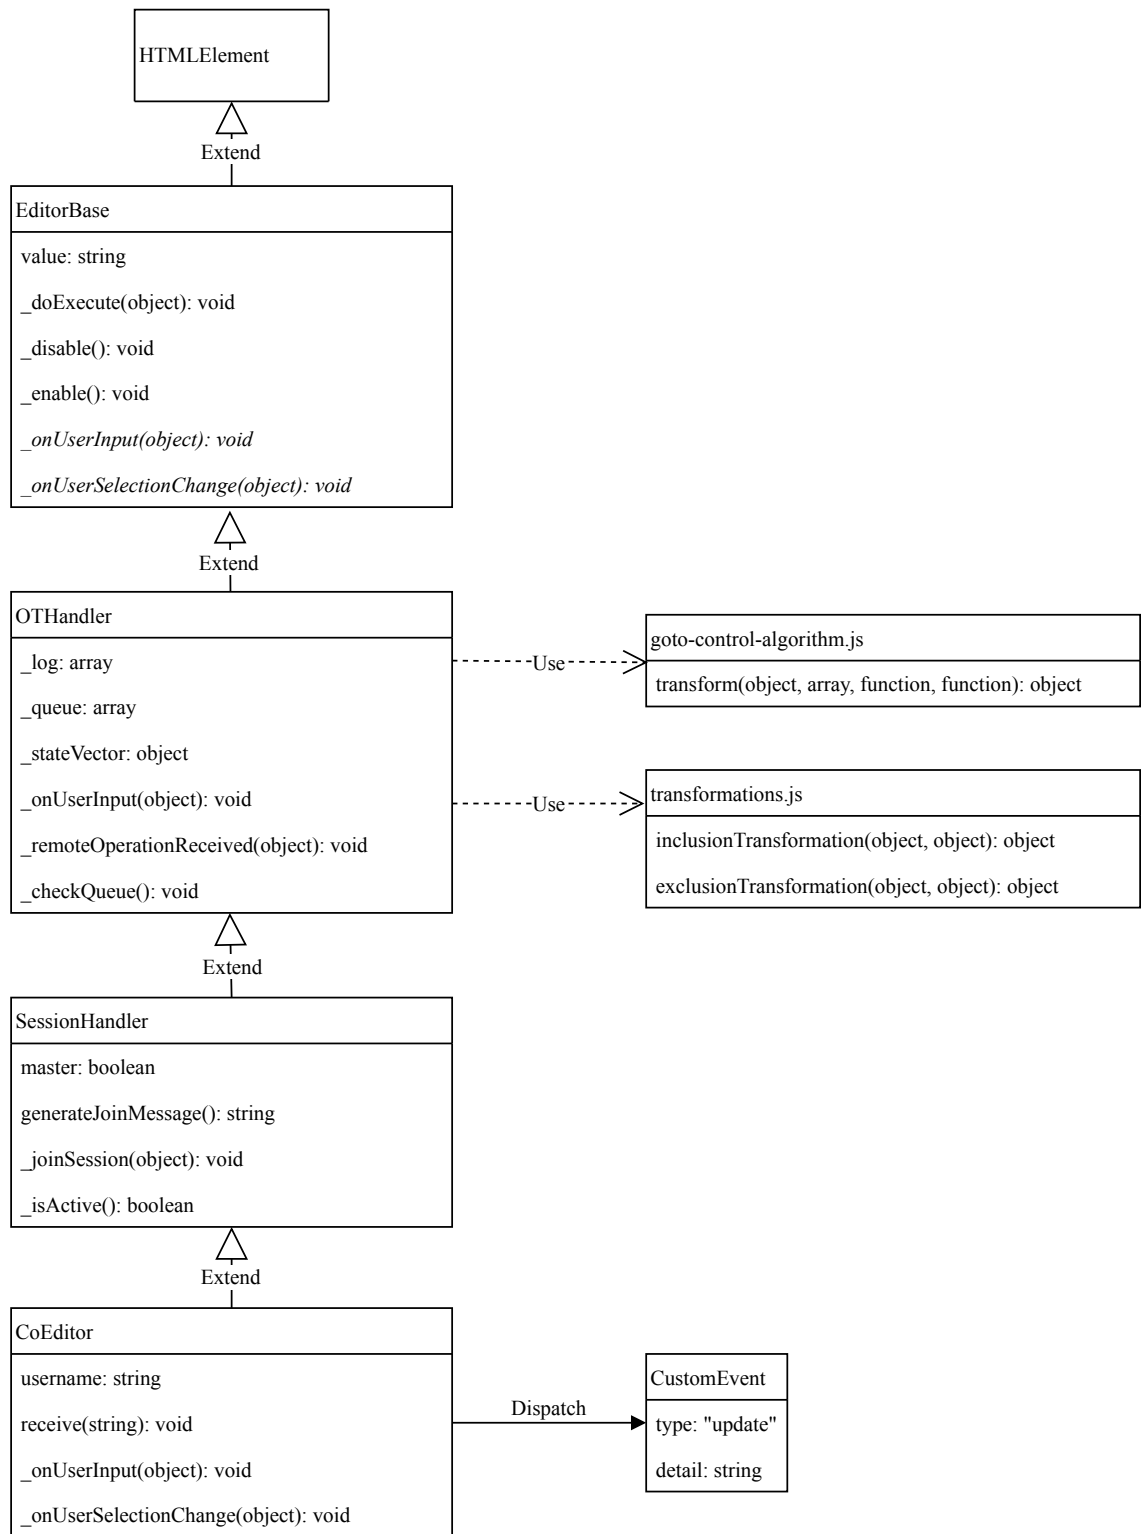 HTMLElement
Extend
EditorBase
value: string
_doExecute(object): void
_disable(): void
_enable(): void
_onUserInput(object): void
_onUserSelectionChange(object): void
Extend
OTHandler
_log: array
_queue: array
_stateVector: object
_onUserInput(object): void
_remoteOperationReceived(object): void
_checkQueue(): void
Use
goto-control-algorithm.js
transform(object, array, function, function): object
Use
transformations.js
inclusionTransformation(object, object): object
exclusionTransformation(object, object): object
Extend
SessionHandler
master: boolean
generateJoinMessage(): string
_joinSession(object): void
_isActive(): boolean
Extend
CoEditor
username: string
receive(string): void
_onUserInput(object): void
_onUserSelectionChange(object): void
Dispatch
CustomEvent
type: "update"
detail: string